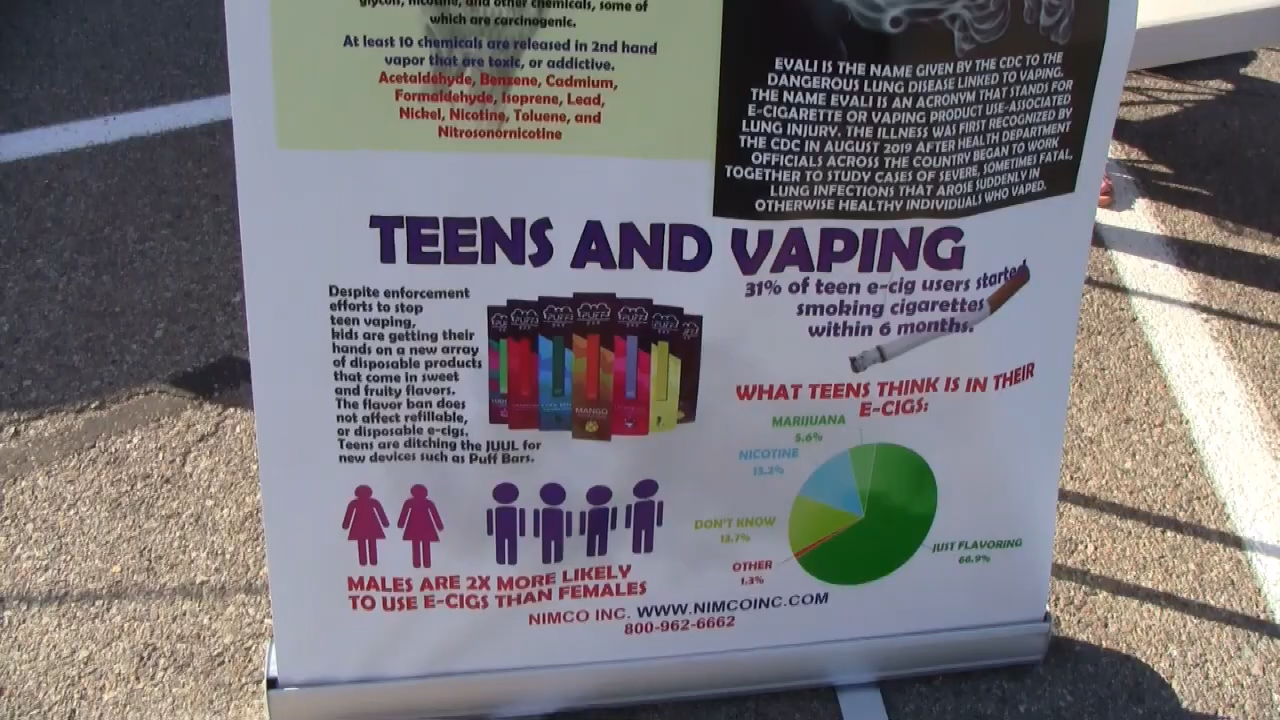 glycols, nicotine, and other chemicals, some of
which are carcinogenic.
At least 10 chemicals are released in 2nd hand
vapor that are toxic, or addictive.
Acetaldehyde, Benzene, Cadmium,
Formaldehyde, Isoprene, Lead,
Nichel, Nicotine, Toluene, and
Nitrosonornicotine
EVALI IS THE NAME GIVEN BY THE CDC TO THE
DANGEROUS LUNG DISEASE LINKED TO VAPING.
THE NAME EVALI IS AN ACRONYM THAT STANDS FOR
E-CIGARETTE OR VAPING PRODUCT USE-ASSOCIATED
LUNG INJURY. THE ILLNESS WAS FIRST RECOGNIZED BY
THE CDC IN AUGUST 2019 AFTER HEALTH DEPARTMENT
OFFICIALS ACROSS THE COUNTRY BEGAN TO WORK
TOGETHER TO STUDY CASES OF SEVERE, SOMETIMES FATAL,
LUNG INFECTIONS THAT AROSE SUDDENLY IN
OTHERWISE HEALTHY INDIVIDUALS WHO VAPED.
TEENS AND VAPING
Despite enforcement
efforts to stop
teen vaping,
kids are getting their
hands on a new array
of disposable products
that come in sweet
and fruity flavors.
The flavor ban does
not affect refillable,
or disposable e-cigs.
Teens are ditching the JUUL for
new devices such as Puff Bars.
PUFF
PUFF
PUFF
PUFF
PUFF
MANGO
31% of teen e-cig users started
smoking cigarettes
within 6 months.
WHAT TEENS THINK IS IN THEIR
E-CIGS:
MARIJUANA
5.6%
NICOTINE
13.2%
DON'T KNOW
13.7%
OTHER
1.3%
JUST FLAVORING
66.9%
MALES ARE 2X MORE LIKELY
TO USE E-CIGS THAN FEMALES
NIMCO INC. WWW.NIMCOINC.COM
800-962-6662